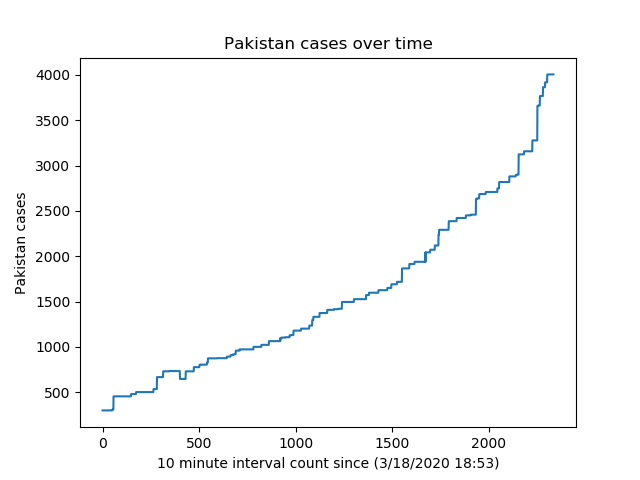 Pakistan cases over time
4000
3500
3000
2500
2000
1500
1000
500
Pakistan cases
0 500 1000 1500 2000
10 minute interval count since (3/18/2020 18:53)